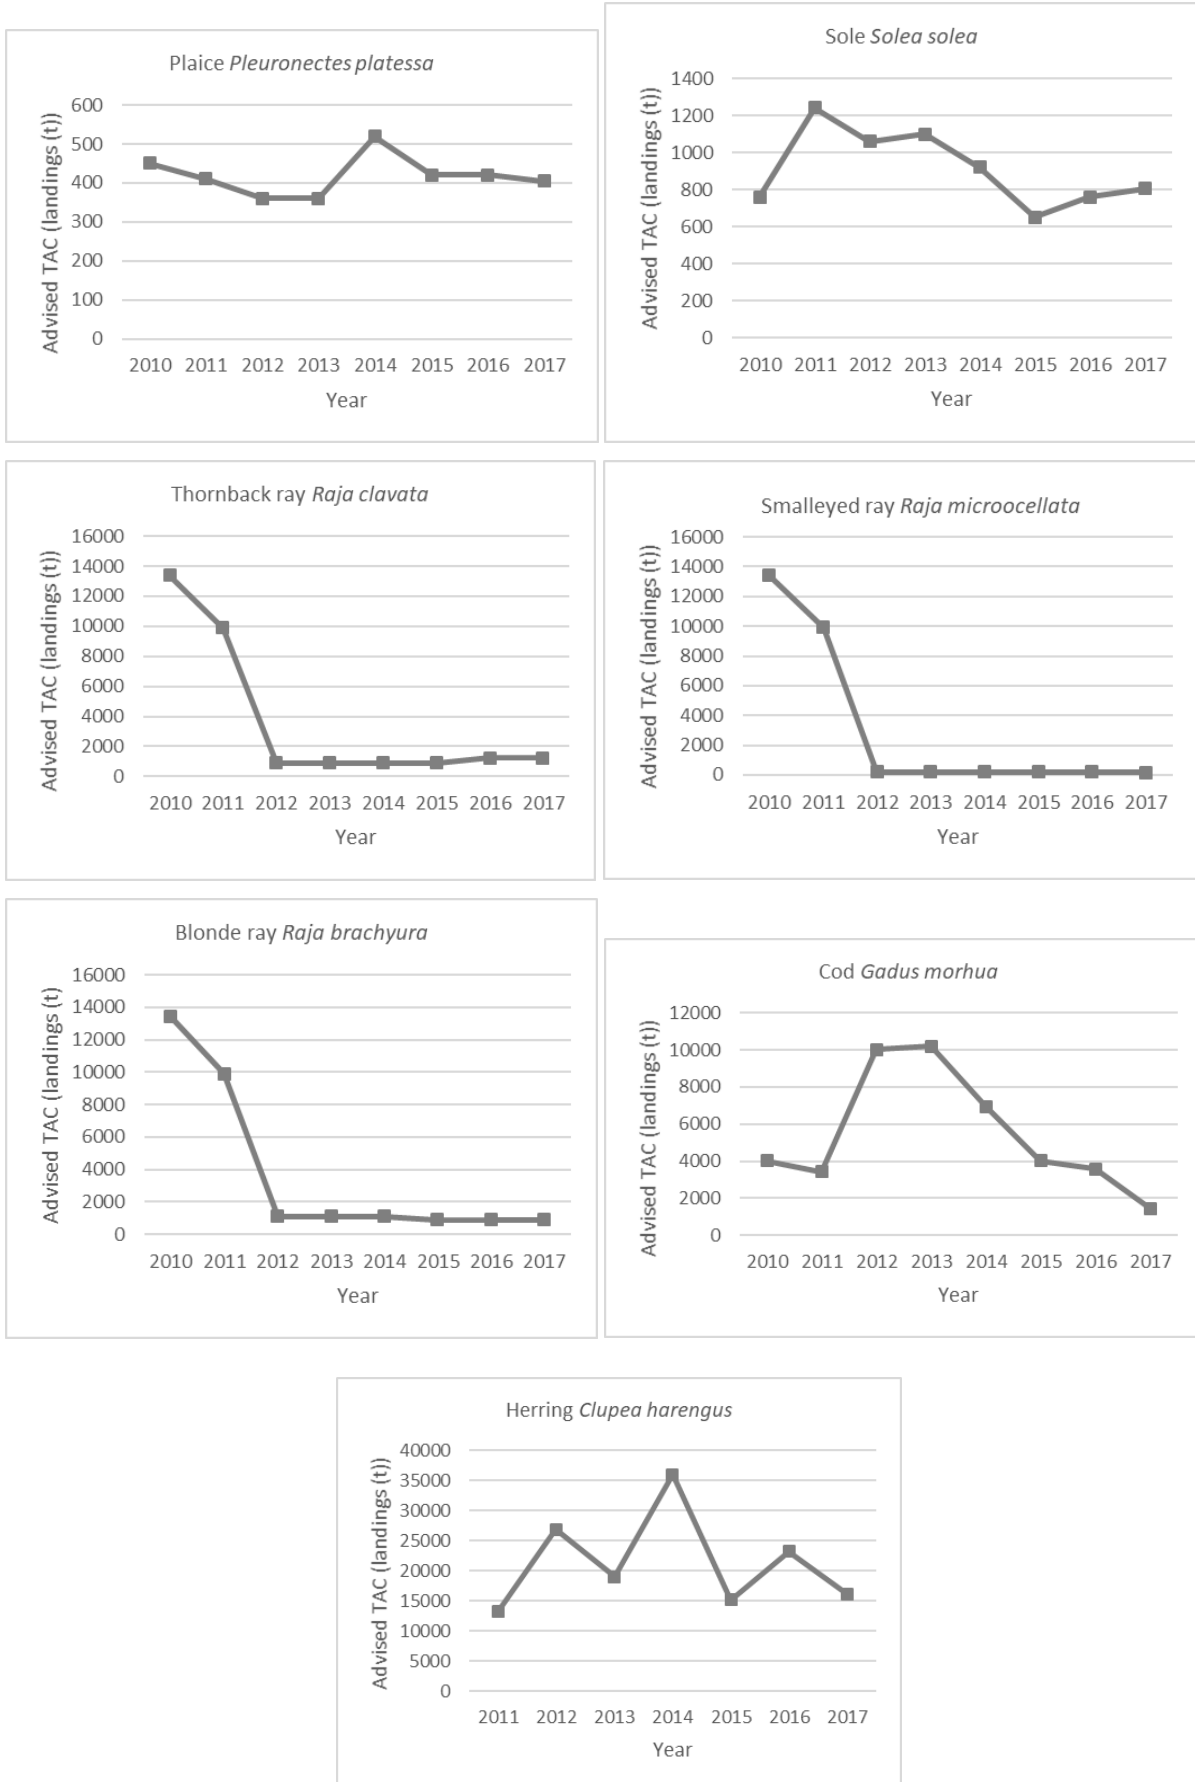 Plaice Pleuronectes platessa
Advised TAC (landings (t))
600
500
400
300
200
100
0
2010 2011 2012 2013 2014 2015 2016 2017
Year
Sole Solea solea
Advised TAC (landings (t))
1400
1200
1000
800
600
400
200
0
2010 2011 2012 2013 2014 2015 2016 2017
Year
Thornback ray Raja clavata
Advised TAC (landings (t))
16000
14000
12000
10000
8000
6000
4000
2000
0
2010 2011 2012 2013 2014 2015 2016 2017
Year
Smalleyed ray Raja microocellata
Advised TAC (landings (t))
16000
14000
12000
10000
8000
6000
4000
2000
0
2010 2011 2012 2013 2014 2015 2016 2017
Year
Blonde ray Raja brachyura
Advised TAC (landings (t)
16000
14000
12000
10000
8000
6000
4000
2000
0
2010 2011 2012 2013 2014 2015 2016 2017
Year
Cod Gadus morhua
Advised TAC (landings (t))
12000
10000
8000
6000
4000
2000
0
2010 2011 2012 2013 2014 2015 2016 2017
Year
Herring Clupea harengus
Advised TAC (landings (t))
40000
35000
30000
25000
20000
15000
10000
5000
0
2011 2012 2013 2014 2015 2016 2017
Year